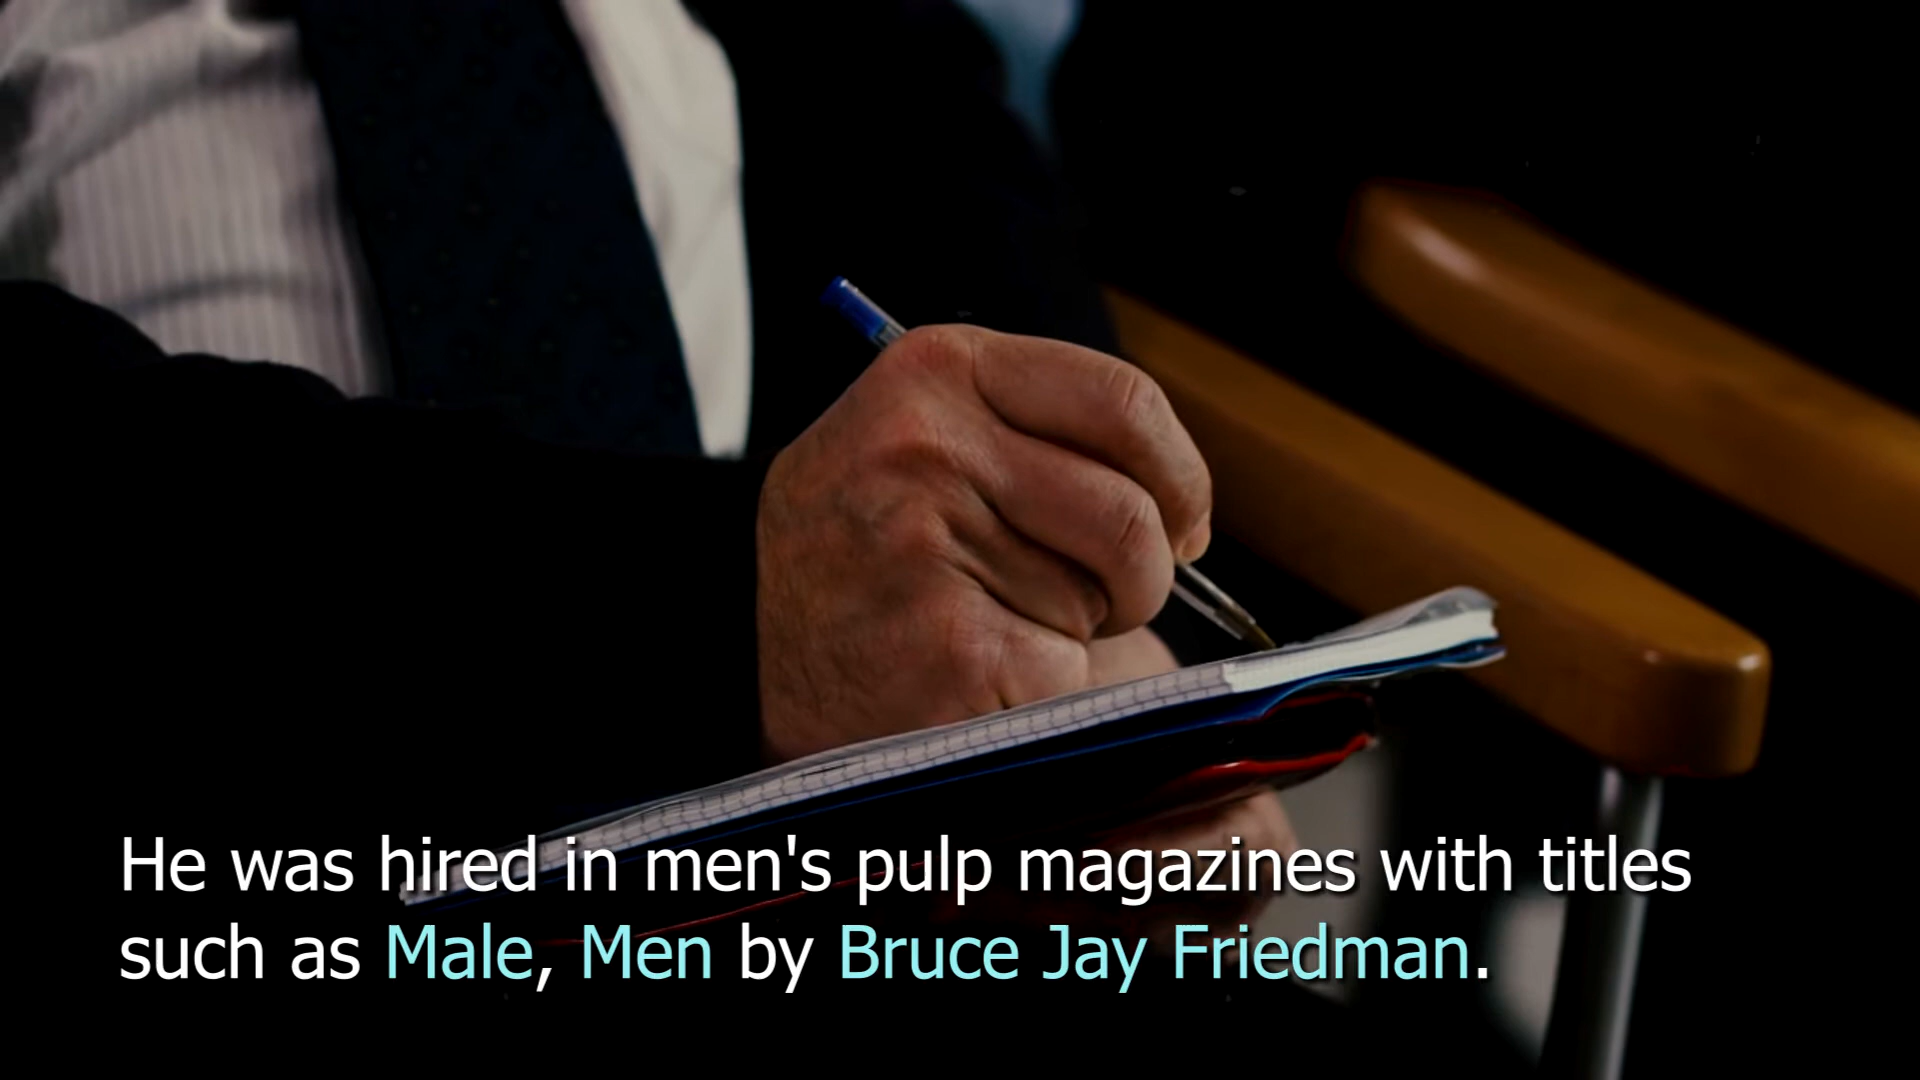 He was hired in men's pulp magazines with titles
such as Male, Men by Bruce Jay Friedman.